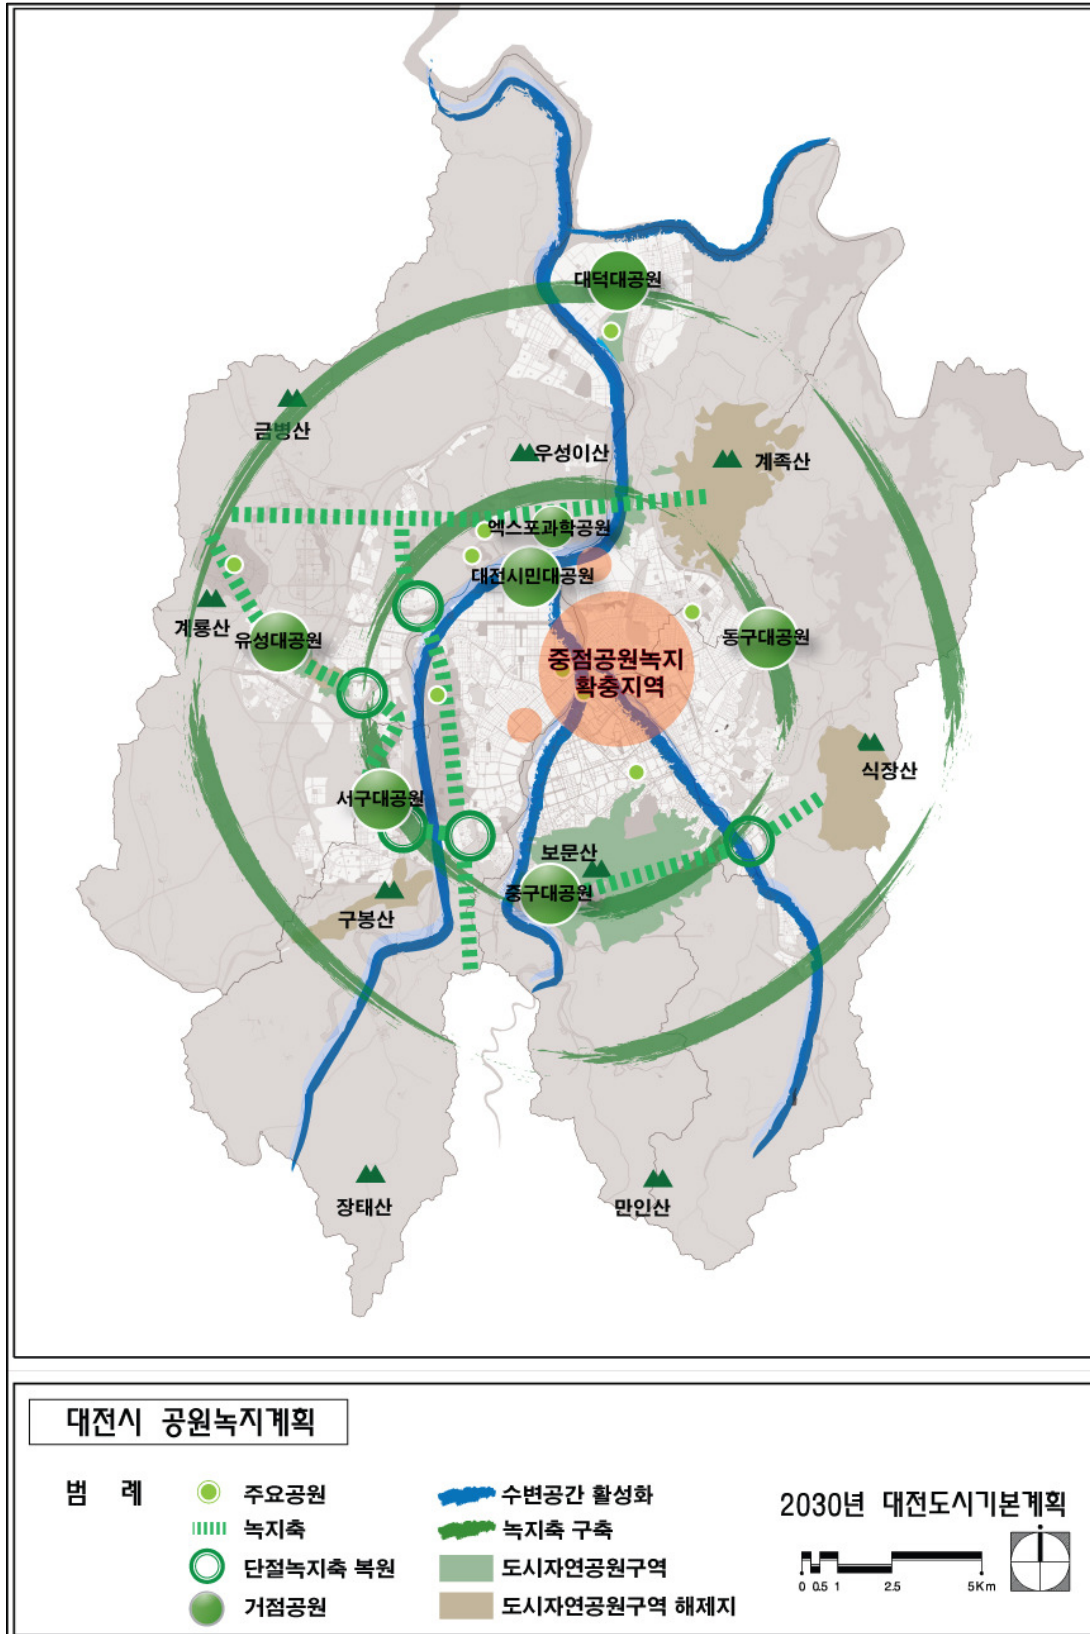 대덕대공원
금병산
우성이산
계족산
엑스포과학공원
대전시민대공원
계룡산
유성대공원
동구대공원
중점공원녹지
확충지역
식장산
서구대공원
보문산
중구대공원
구봉산
장태산
만인산
대전시 공원녹지계획
범 례
주요공원
녹지축
단절녹지축 복원
거점공원
수변공간 활성화
녹지축 구축
도시자연공원구역
도시자연공원구역 해제지
2030년 대전도시기본계획
0 0.5 1 2.5 5Km